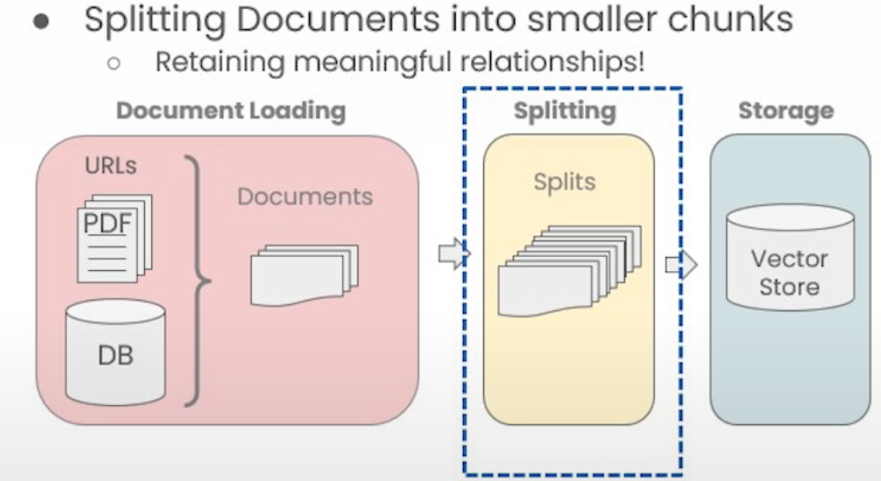 ● Splitting Documents into smaller chunks
○ Retaining meaningful relationships!
Document Loading
Splitting
Storage
URLs
PDF
DB
Documents
Splits
Vector
Store